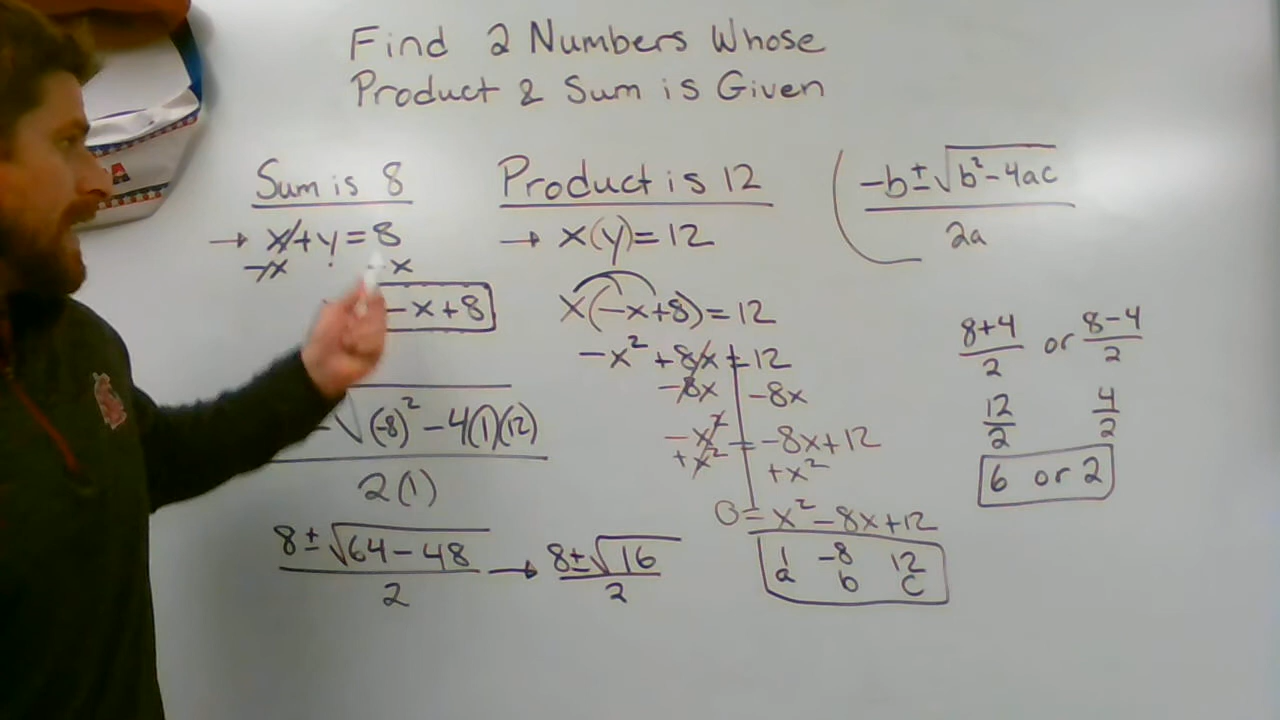 Find 2 Numbers Whose
Product & Sum is Given
Sum is 8
→ x+y=8
-x -x
-x+8
Product is 12
→ x(y)=12
x(-x+8)=12
-x²+8x=12
-8x -8x
-x²=-8x+12
+x² +x²
0=x²-8x+12
1 -8 12
a b c
-b±√b²-4ac
2a
√(-8)²-4(1)(12)
2(1)
8±√64-48 → 8±√16
2 2
8+4 or 8-4
2 2
12 4
2 2
6 or 2
A